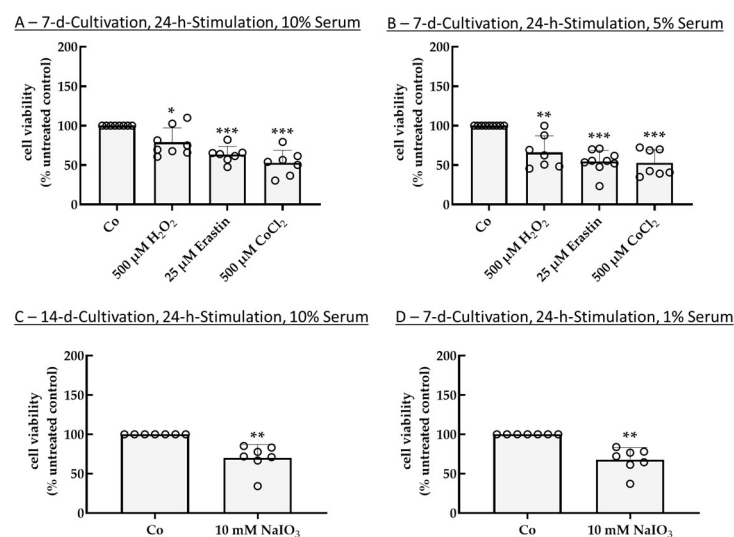 A – 7-d-Cultivation, 24-h-Stimulation, 10% Serum
cell viability
(% untreated control)
200
150
100
50
0
*
***
***
Co
500 µM H₂O₂
25 µM Erastin
500 µM CoCl₂
B – 7-d-Cultivation, 24-h-Stimulation, 5% Serum
cell viability
(% untreated control)
200
150
100
50
0
**
***
***
Co
500 µM H₂O₂
25 µM Erastin
500 µM CoCl₂
C – 14-d-Cultivation, 24-h-Stimulation, 10% Serum
cell viability
(% untreated control)
200
150
100
50
0
**
Co
10 mM NaIO₃
D – 7-d-Cultivation, 24-h-Stimulation, 1% Serum
cell viability
(% untreated control)
200
150
100
50
0
**
Co
10 mM NaIO₃